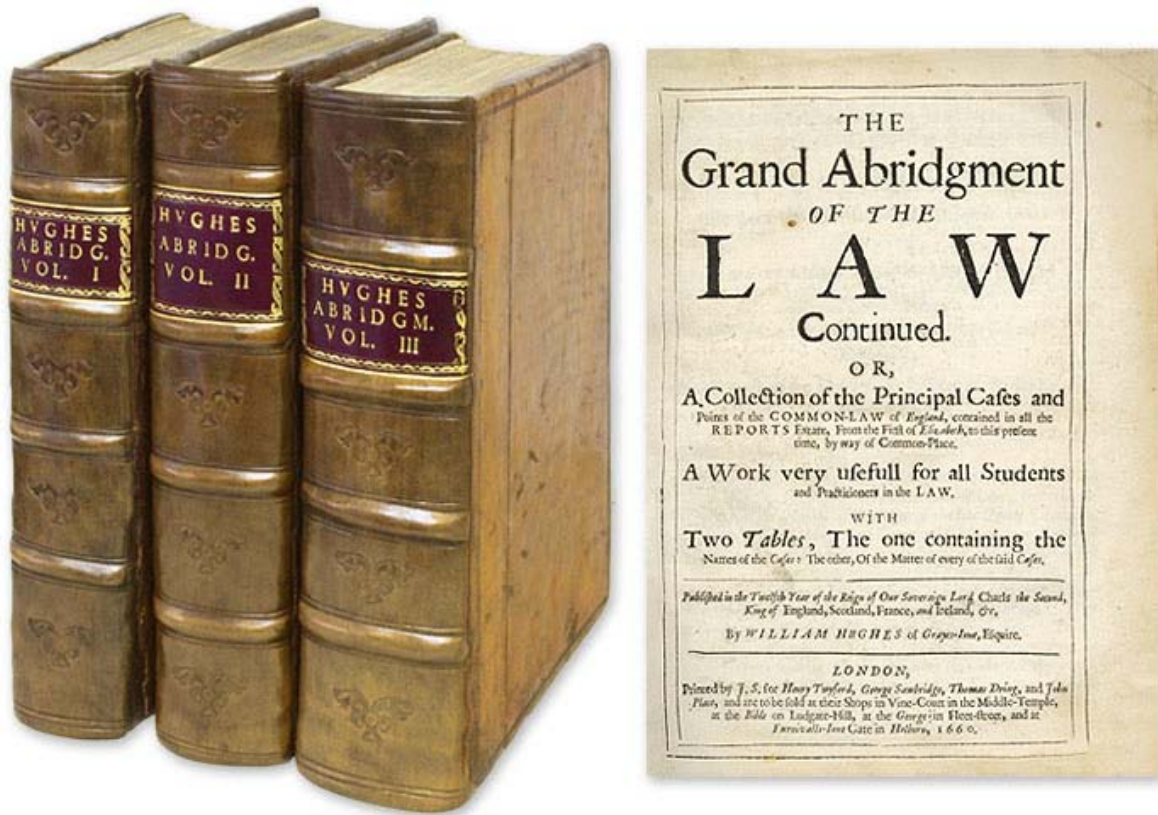 HVGHES
ABRIDG.
VOL. I
HVGHES
ABRIDG.
VOL. II
HVGHES
ABRIDGM.
VOL. III
THE
Grand Abridgment
OF THE
LAW
Continued.
OR,
A Collection of the Principal Caſes and
Points of the COMMON-LAW of England, contained in all the
REPORTS Extate, From the Firſt of Elizabeth, to this preſent
time, by way of Common-Place.
A Work very uſefull for all Students
and Practitioners in the LAW.
WITH
Two Tables, The one containing the
Names of the Caſes: The other, Of the Matter of every of the ſaid Caſes.
Publiſhed in the Twelfth Year of the Reign of Our Soveraign Lord, Charls the Second,
King of England, Scotland, France, and Ireland, &c.
By WILLIAM HUGHES of Grayes-Inne, Eſquire.
LONDON,
Printed by J. S. for Henry Twyford, George Sawbridge, Thomas Dring, and John
Place, and are to be ſold at their Shops in Vine-Court in the Middle-Temple,
at the Bible on Ludgate-Hill, at the George in Fleet-ſtreet, and at
Furnivalls-Inne Gate in Holborn, 1660.